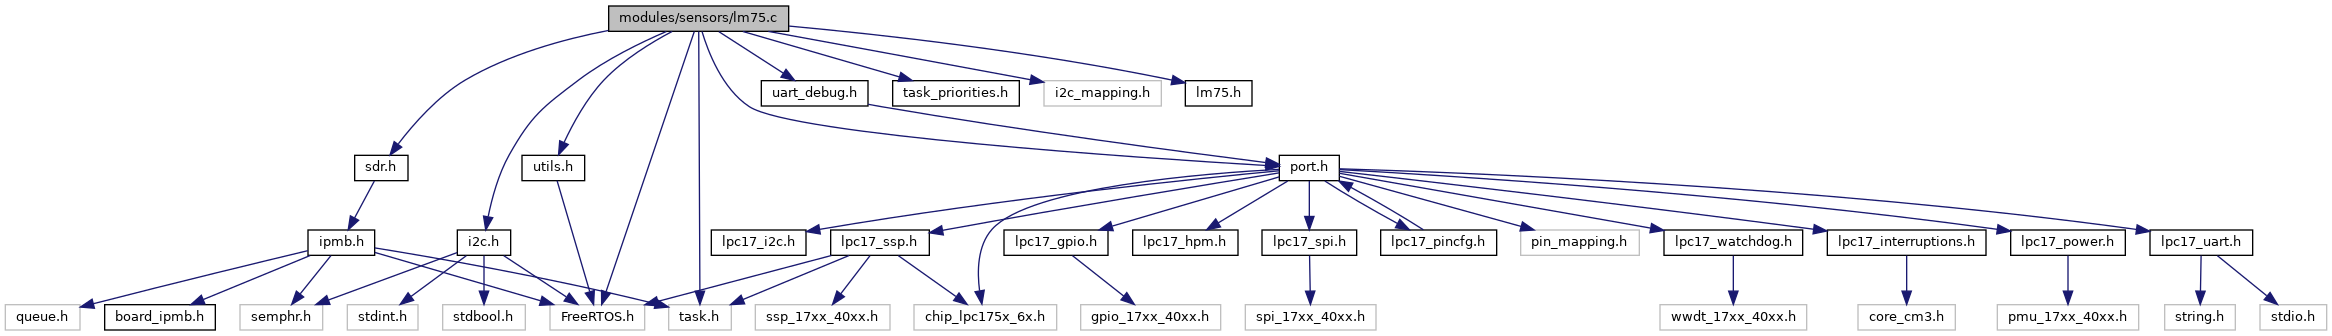 modules/sensors/lm75.c
uart_debug.h
task_priorities.h
i2c_mapping.h
lm75.h
sdr.h
utils.h
port.h
ipmb.h
i2c.h
lpc17_i2c.h
lpc17_ssp.h
lpc17_gpio.h
lpc17_hpm.h
lpc17_spi.h
lpc17_pincfg.h
pin_mapping.h
lpc17_watchdog.h
lpc17_interruptions.h
lpc17_power.h
lpc17_uart.h
queue.h
board_ipmb.h
semphr.h
stdint.h
stdbool.h
FreeRTOS.h
task.h
ssp_17xx_40xx.h
chip_lpc175x_6x.h
gpio_17xx_40xx.h
spi_17xx_40xx.h
wwdt_17xx_40xx.h
core_cm3.h
pmu_17xx_40xx.h
string.h
stdio.h